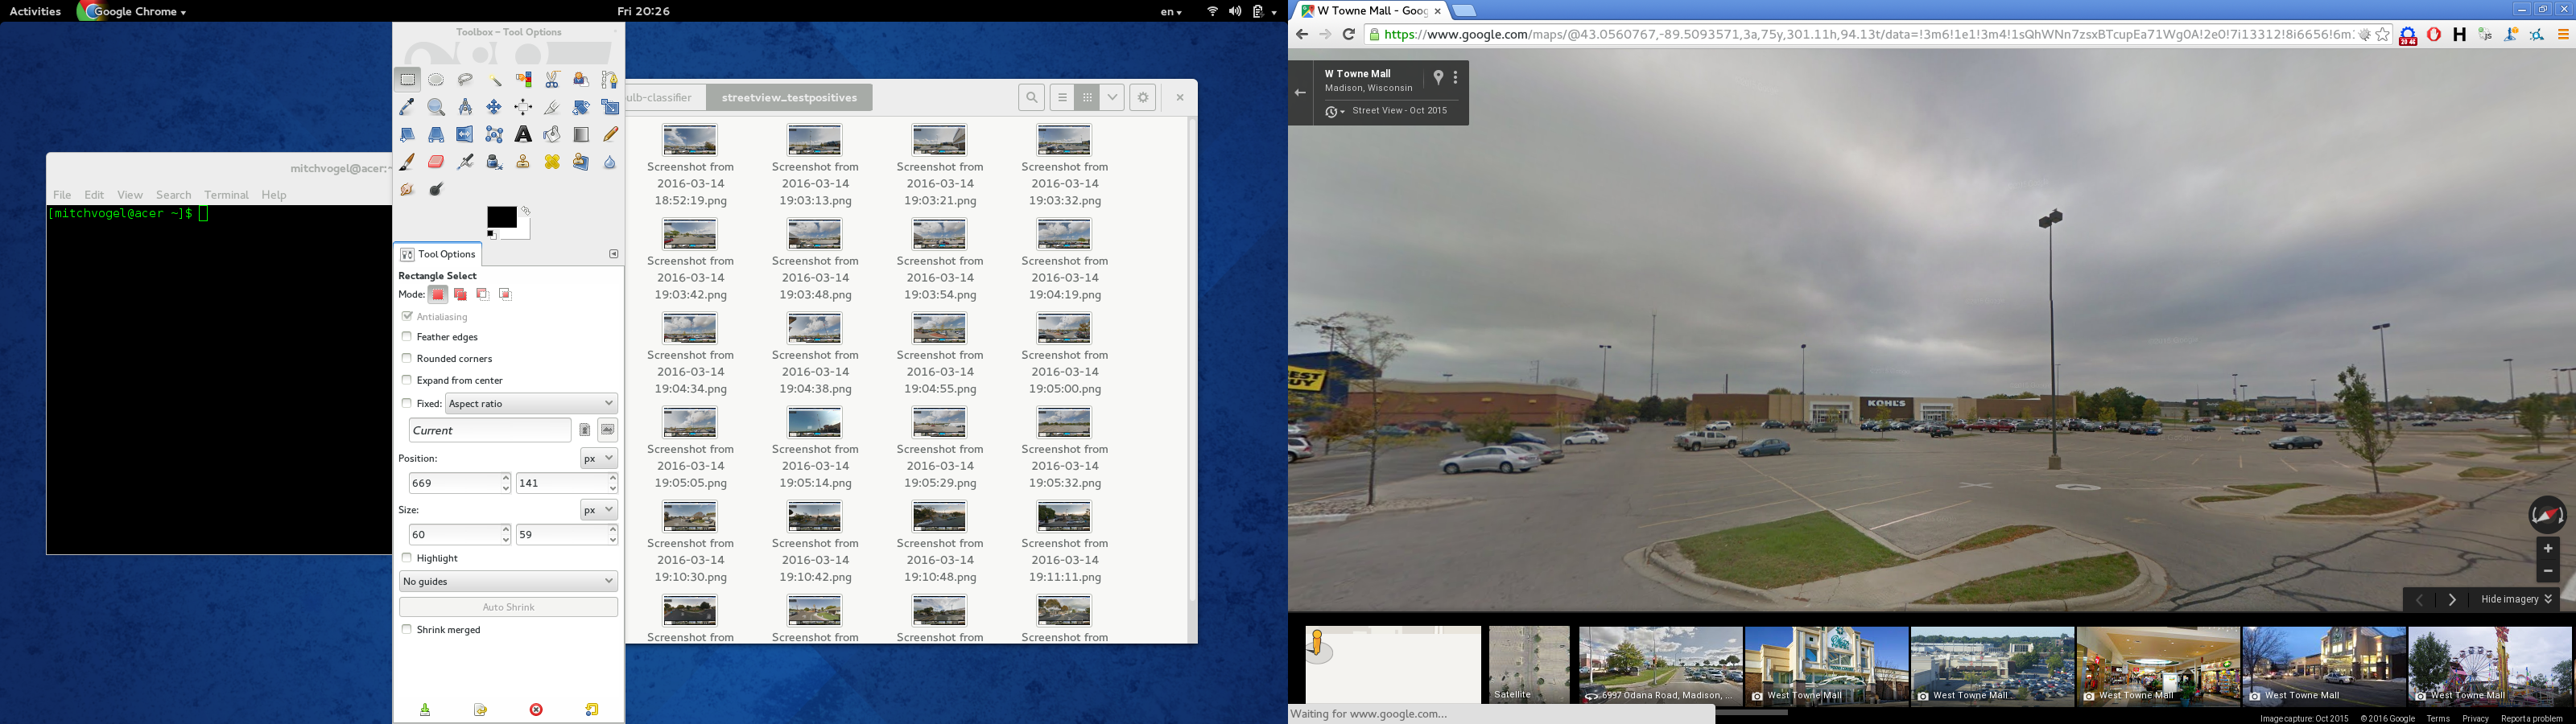 Activities
Google Chrome
Fri 20:26
en
Toolbox – Tool Options
mitchvogel@acer:~
File Edit View Search Terminal Help
[mitchvogel@acer ~]$
Tool Options
Rectangle Select
Mode:
Antialiasing
Feather edges
Rounded corners
Expand from center
Fixed: Aspect ratio
Current
Position: px
669 141
Size: px
60 59
Highlight
No guides
Auto Shrink
Shrink merged
ulb-classifier streetview_testpositives
Screenshot from 2016-03-14 18:52:19.png
Screenshot from 2016-03-14 19:03:13.png
Screenshot from 2016-03-14 19:03:21.png
Screenshot from 2016-03-14 19:03:32.png
Screenshot from 2016-03-14 19:03:42.png
Screenshot from 2016-03-14 19:03:48.png
Screenshot from 2016-03-14 19:03:54.png
Screenshot from 2016-03-14 19:04:19.png
Screenshot from 2016-03-14 19:04:34.png
Screenshot from 2016-03-14 19:04:38.png
Screenshot from 2016-03-14 19:04:55.png
Screenshot from 2016-03-14 19:05:00.png
Screenshot from 2016-03-14 19:05:05.png
Screenshot from 2016-03-14 19:05:14.png
Screenshot from 2016-03-14 19:05:29.png
Screenshot from 2016-03-14 19:05:32.png
Screenshot from 2016-03-14 19:10:30.png
Screenshot from 2016-03-14 19:10:42.png
Screenshot from 2016-03-14 19:10:48.png
Screenshot from 2016-03-14 19:11:11.png
Screenshot from
Screenshot from
Screenshot from
Screenshot from
W Towne Mall - Goog
https://www.google.com/maps/@43.0560767,-89.5093571,3a,75y,301.11h,94.13t/data=!3m6!1e1!3m4!1sQhWNn7zsxBTcupEa71Wg0A!2e0!7i13312!8i6656!6m
W Towne Mall
Madison, Wisconsin
Street View - Oct 2015
EST
BUY
KOHL'S
Hide imagery
Satellite
6997 Odana Road, Madison, ...
West Towne Mall
West Towne Mall
West Towne Mall
West Towne Mall
West Towne Mall
Waiting for www.google.com...
Image capture: Oct 2015 © 2016 Google Terms Privacy Report a problem